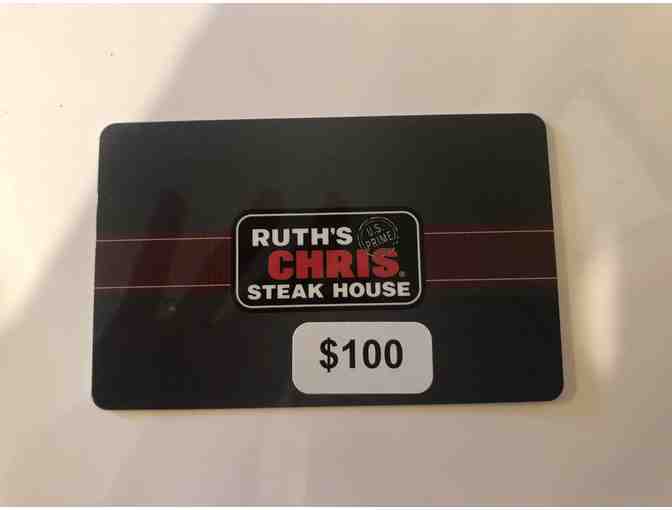 RUTH'S
U.S.
PRIME
CHRIS®
STEAK HOUSE
$100